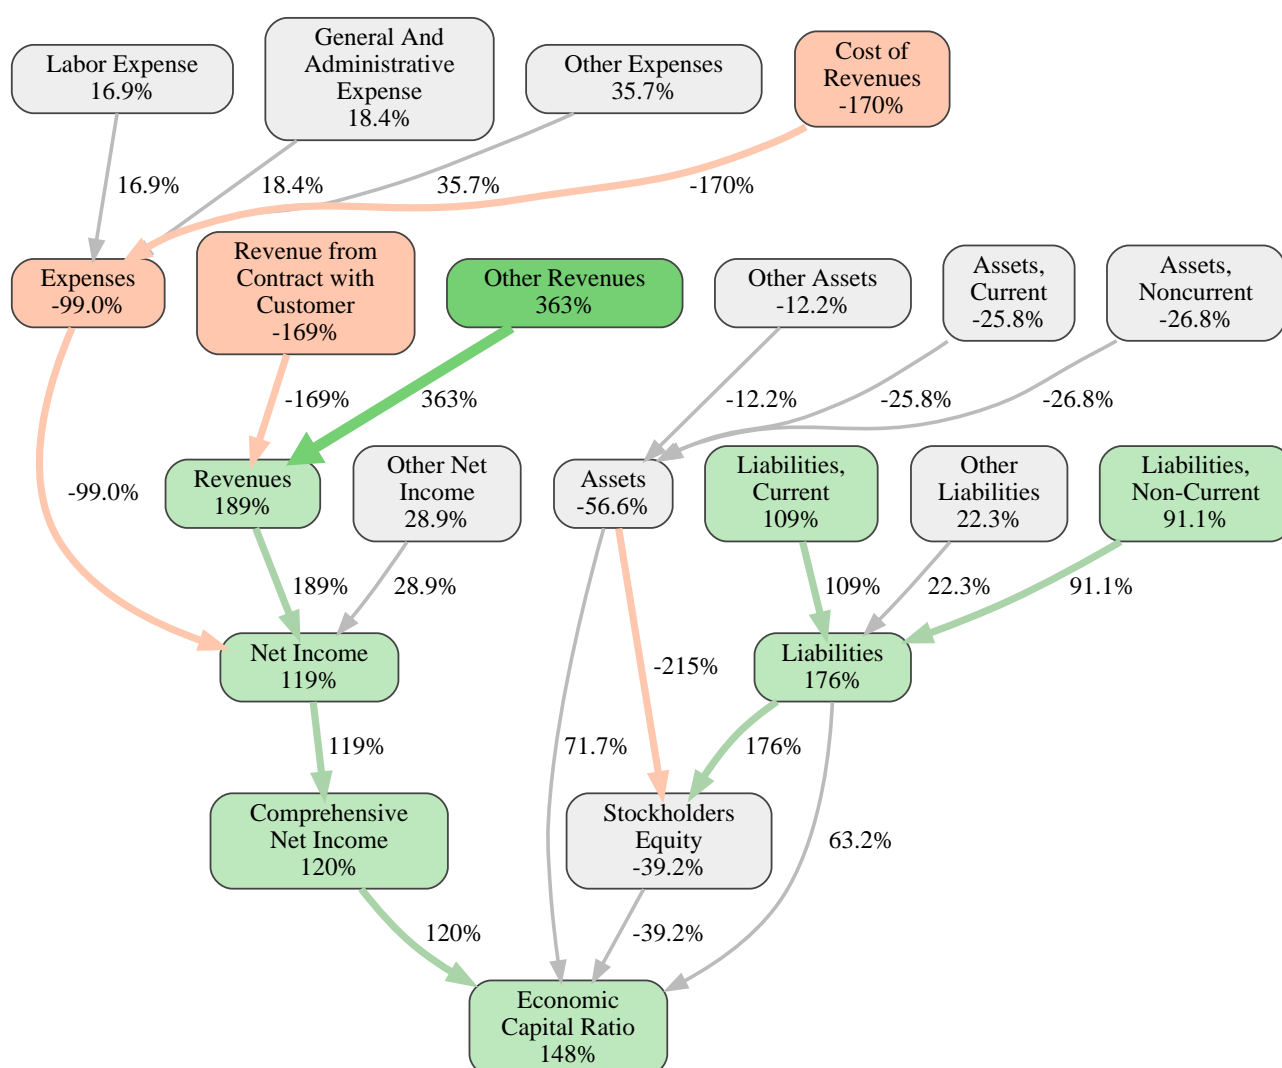 Labor Expense
16.9%
General And
Administrative
Expense
18.4%
Other Expenses
35.7%
Cost of
Revenues
-170%
16.9%
18.4%
35.7%
-170%
Expenses
-99.0%
Revenue from
Contract with
Customer
-169%
Other Revenues
363%
Other Assets
-12.2%
Assets,
Current
-25.8%
Assets,
Noncurrent
-26.8%
-169%
363%
-12.2%
-25.8%
-26.8%
-99.0%
Revenues
189%
Other Net
Income
28.9%
Assets
-56.6%
Liabilities,
Current
109%
Other
Liabilities
22.3%
Liabilities,
Non-Current
91.1%
189%
28.9%
109%
22.3%
91.1%
Net Income
119%
-215%
Liabilities
176%
119%
71.7%
176%
Comprehensive
Net Income
120%
Stockholders
Equity
-39.2%
63.2%
120%
-39.2%
Economic
Capital Ratio
148%